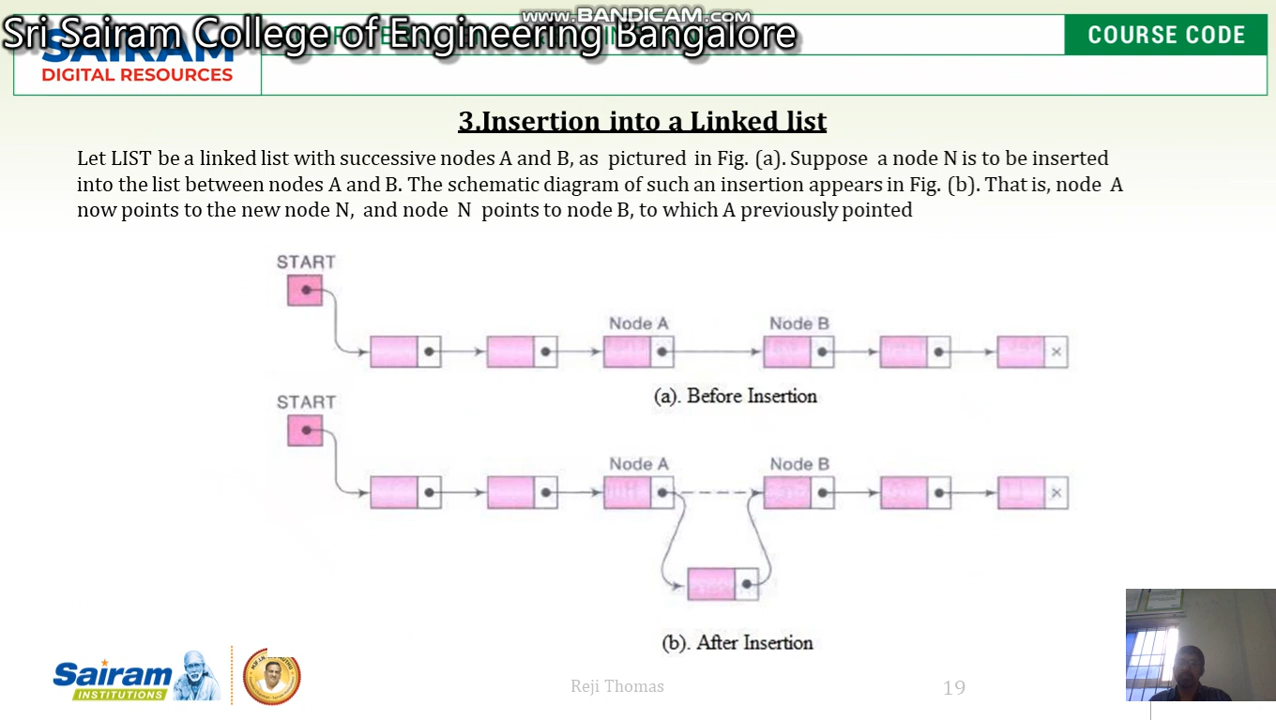 www.BANDICAM.com
Sri Sairam College of Engineering Bangalore
COURSE CODE
SAIRAM
DIGITAL RESOURCES
3.Insertion into a Linked list
Let LIST be a linked list with successive nodes A and B, as pictured in Fig. (a). Suppose a node N is to be inserted
into the list between nodes A and B. The schematic diagram of such an insertion appears in Fig. (b). That is, node A
now points to the new node N, and node N points to node B, to which A previously pointed
START
Node A Node B
×
(a). Before Insertion
START
Node A Node B
×
(b). After Insertion
Sairam
INSTITUTIONS
Reji Thomas
19